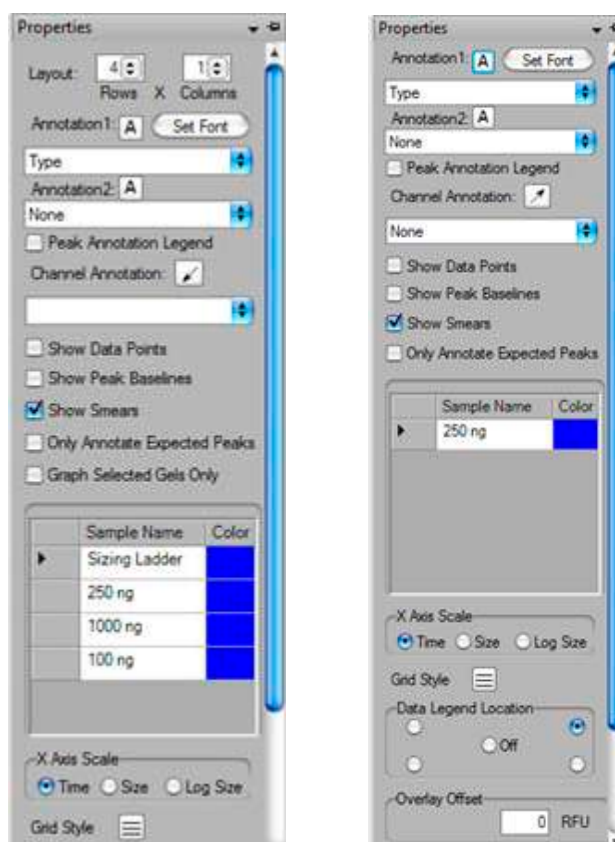 Properties
Layout: 4 1
Rows X Columns
Annotation1: A Set Font
Type
Annotation2: A
None
Peak Annotation Legend
Channel Annotation:
Show Data Points
Show Peak Baselines
Show Smears
Only Annotate Expected Peaks
Graph Selected Gels Only
Sample Name Color
Sizing Ladder
250 ng
1000 ng
100 ng
X Axis Scale
Time Size Log Size
Grid Style
Properties
Annotation1: A Set Font
Type
Annotation2: A
None
Peak Annotation Legend
Channel Annotation:
None
Show Data Points
Show Peak Baselines
Show Smears
Only Annotate Expected Peaks
Sample Name Color
250 ng
X Axis Scale
Time Size Log Size
Grid Style
Data Legend Location
Off
Overlay Offset
0 RFU